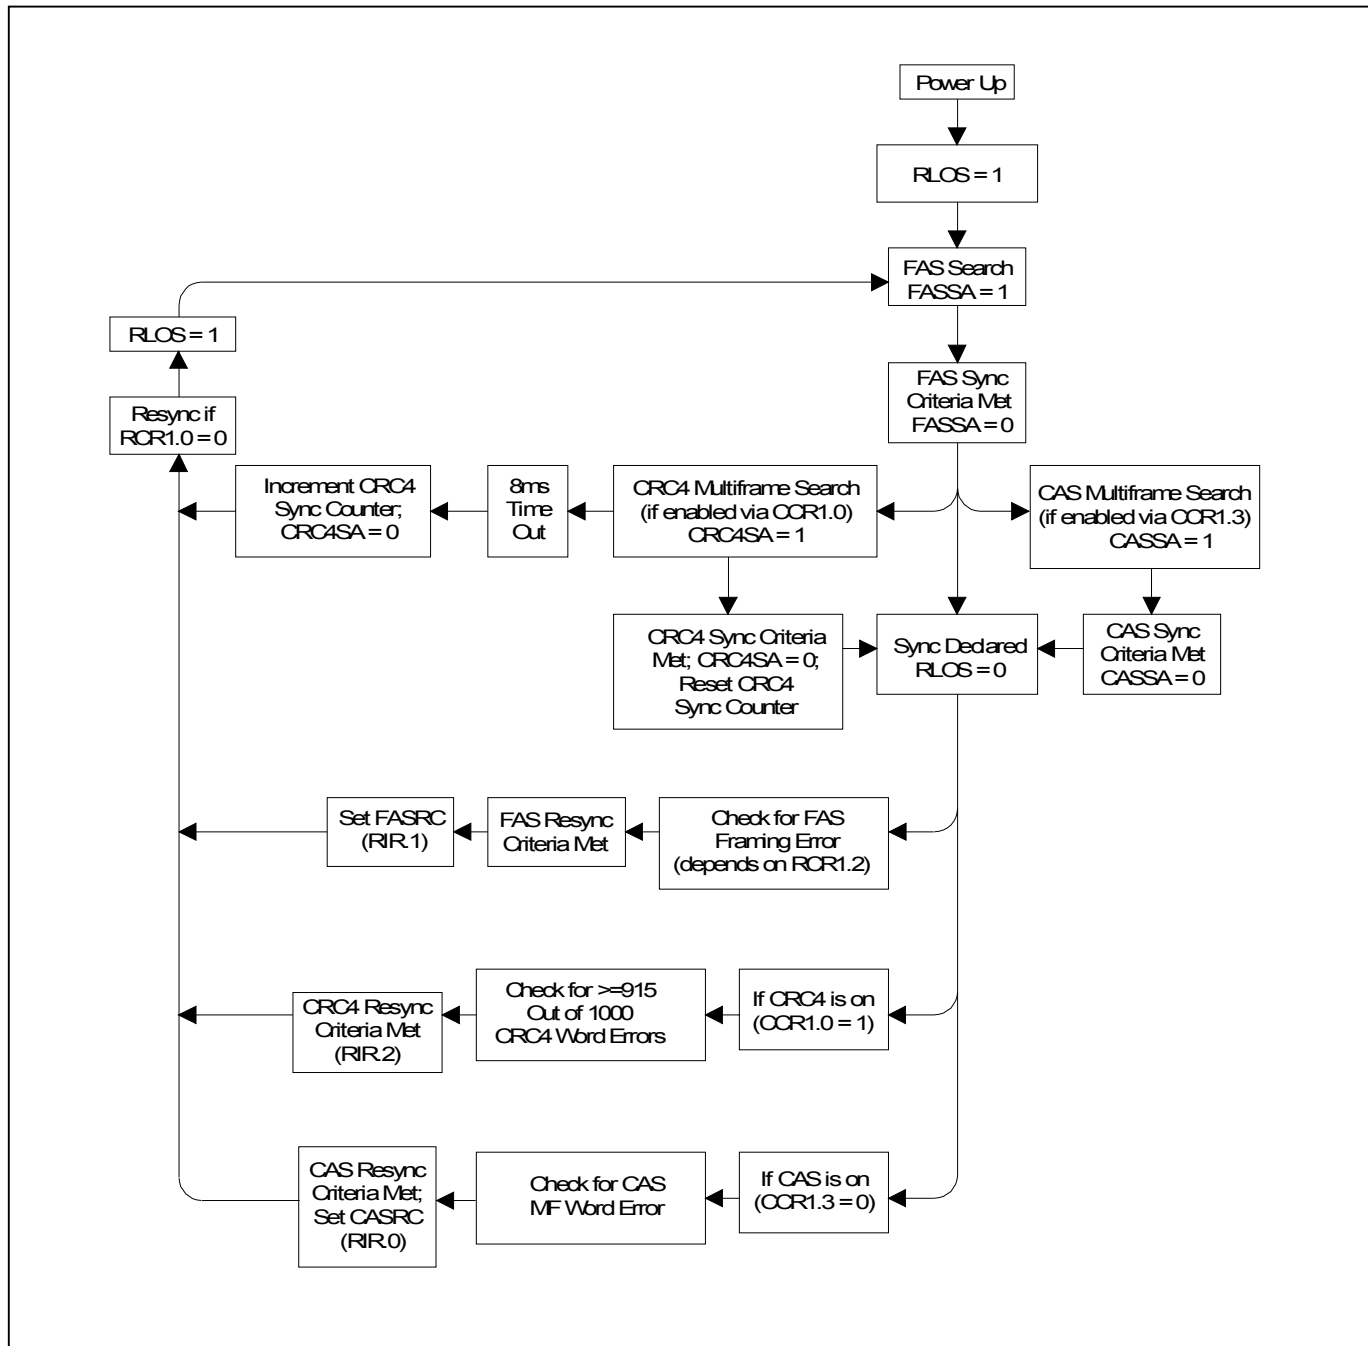 Power Up
RLOS = 1
FAS Search
FASSA = 1
RLOS = 1
FAS Sync
Criteria Met
FASSA = 0
Resync if
RCR1.0 = 0
Increment CRC4
Sync Counter;
CRC4SA = 0
8ms
Time
Out
CRC4 Multiframe Search
(if enabled via CCR1.0)
CRC4SA = 1
CAS Multiframe Search
(if enabled via CCR1.3)
CASSA = 1
CRC4 Sync Criteria
Met; CRC4SA = 0;
Reset CRC4
Sync Counter
Sync Declared
RLOS = 0
CAS Sync
Criteria Met
CASSA = 0
Set FASRC
(RIR.1)
FAS Resync
Criteria Met
Check for FAS
Framing Error
(depends on RCR1.2)
CRC4 Resync
Criteria Met
(RIR.2)
Check for >=915
Out of 1000
CRC4 Word Errors
If CRC4 is on
(CCR1.0 = 1)
CAS Resync
Criteria Met;
Set CASRC
(RIR.0)
Check for CAS
MF Word Error
If CAS is on
(CCR1.3 = 0)